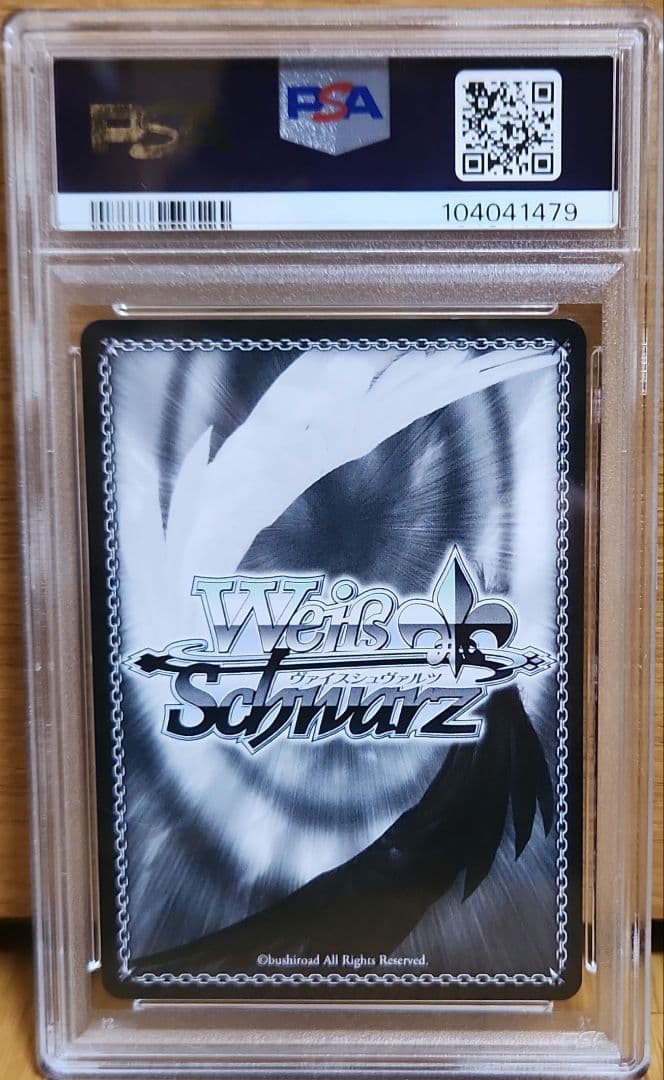 PSA
PSA
104041479
Weiß
ヴァイスシュヴァルツ
Schwarz
©bushiroad All Rights Reserved.